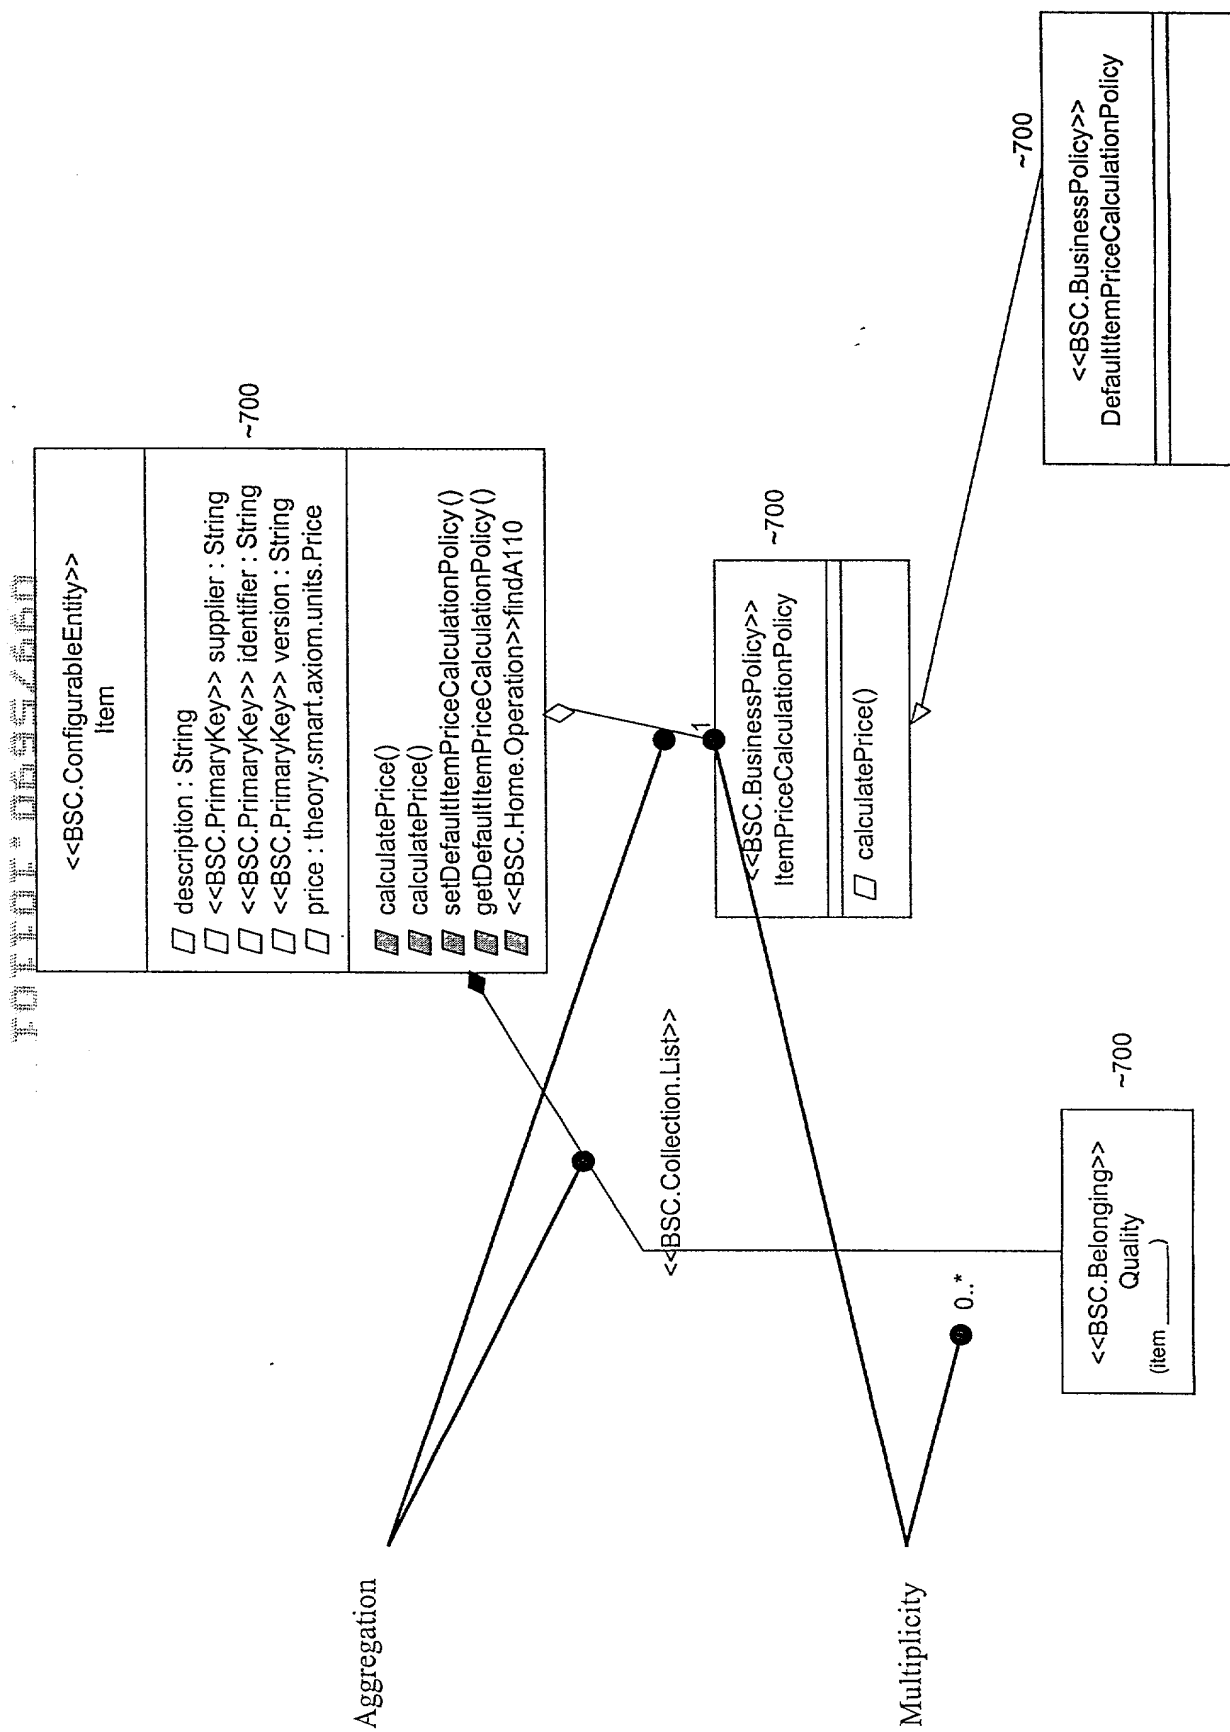 <<BSC.ConfigurableEntity>>
Item
description : String
<<BSC.PrimaryKey>> supplier : String
<<BSC.PrimaryKey>> identifier : String
<<BSC.PrimaryKey>> version : String
price : theory.smart.axiom.units.Price
~700
calculatePrice()
calculatePrice()
setDefaultItemPriceCalculationPolicy()
getDefaultItemPriceCalculationPolicy()
<<BSC.Home.Operation>>findA110
Aggregation
<<BSC.Collection.List>>
1
<<BSC.BusinessPolicy>>
ItemPriceCalculationPolicy
~700
calculatePrice()
Multiplicity
0..*
~700
<<BSC.BusinessPolicy>>
DefaultItemPriceCalculationPolicy
<<BSC.Belonging>>
Quality
(item ______)
~700